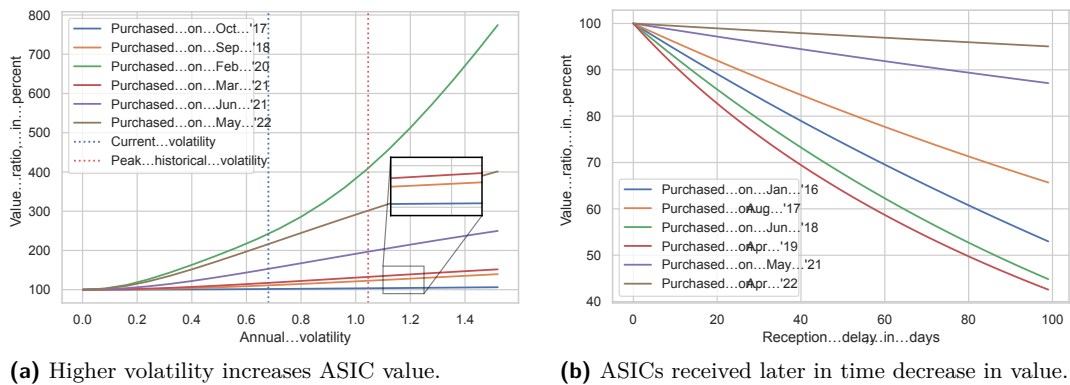 800
700
600
500
400
300
200
100
Value...ratio,...in...percent
Purchased...on...Oct...'17
Purchased...on...Sep...'18
Purchased...on...Feb...'20
Purchased...on...Mar...'21
Purchased...on...Jun...'21
Purchased...on...May...'22
Current...volatility
Peak...historical...volatility
0.0 0.2 0.4 0.6 0.8 1.0 1.2 1.4
Annual...volatility
(a) Higher volatility increases ASIC value.
100
90
80
70
60
50
40
Value...ratio,...in...percent
Purchased...on...Jan...'16
Purchased...on...Aug...'17
Purchased...on...Jun...'18
Purchased...on...Apr...'19
Purchased...on...May...'21
Purchased...on...Apr...'22
0 20 40 60 80 100
Reception...delay...in...days
(b) ASICs received later in time decrease in value.